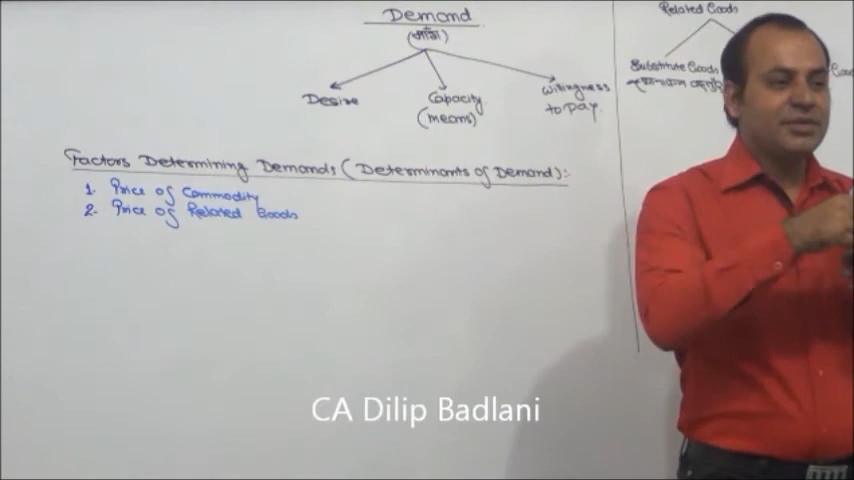 Demand
(माँग)
Desire
Capacity
(means)
Willingness
to pay.
Factors Determining Demands (Determinants of Demand):-
1. Price of Commodity
2. Price of Related Goods
Related Goods
Substitute Goods
CA Dilip Badlani